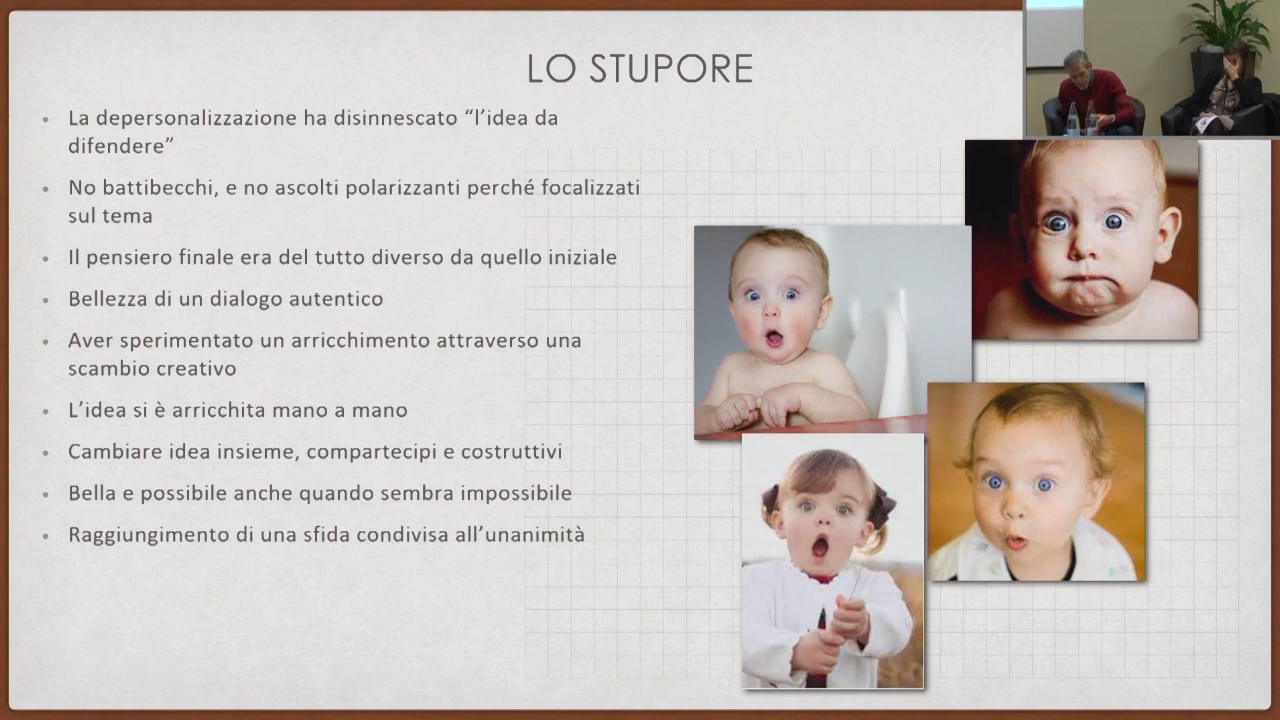 LO STUPORE
• La depersonalizzazione ha disinnescato “l’idea da
difendere”
• No battibecchi, e no ascolti polarizzanti perché focalizzati
sul tema
• Il pensiero finale era del tutto diverso da quello iniziale
• Bellezza di un dialogo autentico
• Aver sperimentato un arricchimento attraverso una
scambio creativo
• L’idea si è arricchita mano a mano
• Cambiare idea insieme, compartecipi e costruttivi
• Bella e possibile anche quando sembra impossibile
• Raggiungimento di una sfida condivisa all’unanimità